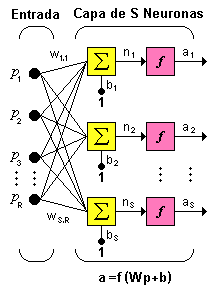 Entrada Capa de S Neuronas
w1,1 n1 a1
p1 Σ f
b1
1
p2 Σ n2 f a2
p3 b2
1
pR nS aS
wS,R Σ f
bS
1
a =f (Wp+b)